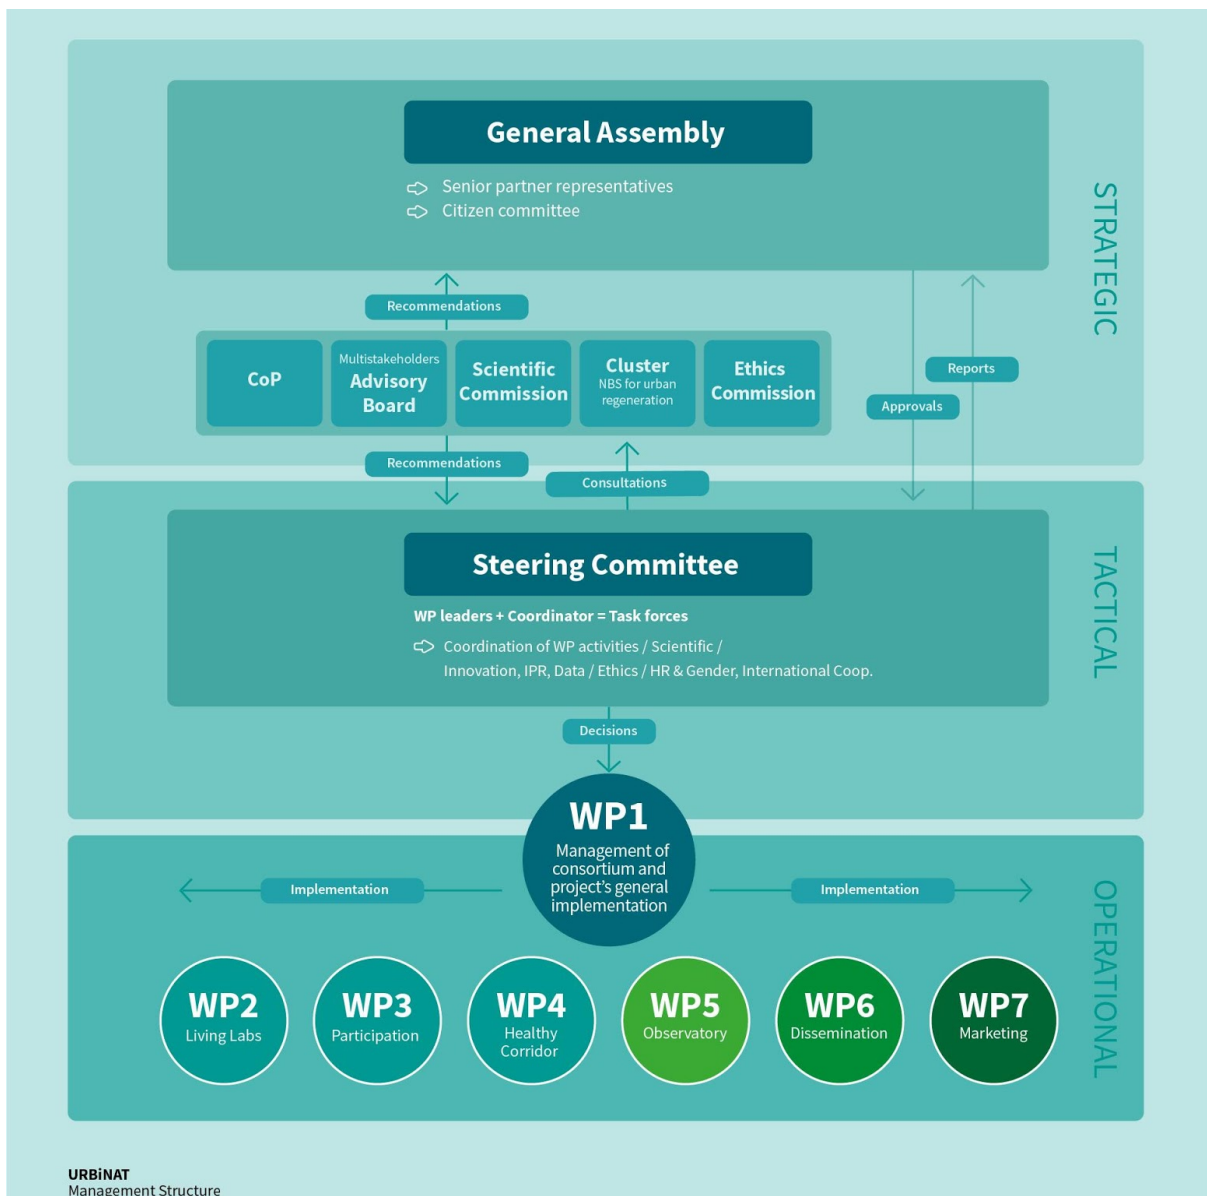 General Assembly
Senior partner representatives
Citizen committee
STRATEGIC
Recommendations
Reports
CoP
Multistakeholders
Advisory
Board
Scientific
Commission
Cluster
NBS for urban
regeneration
Ethics
Commission
Approvals
Recommendations
Consultations
Steering Committee
TACTICAL
WP leaders + Coordinator = Task forces
Coordination of WP activities / Scientific /
Innovation, IPR, Data / Ethics / HR & Gender, International Coop.
Decisions
WP1
Management of
consortium and
project's general
implementation
Implementation
Implementation
OPERATIONAL
WP2
Living Labs
WP3
Participation
WP4
Healthy
Corridor
WP5
Observatory
WP6
Dissemination
WP7
Marketing
URBiNAT
Management Structure